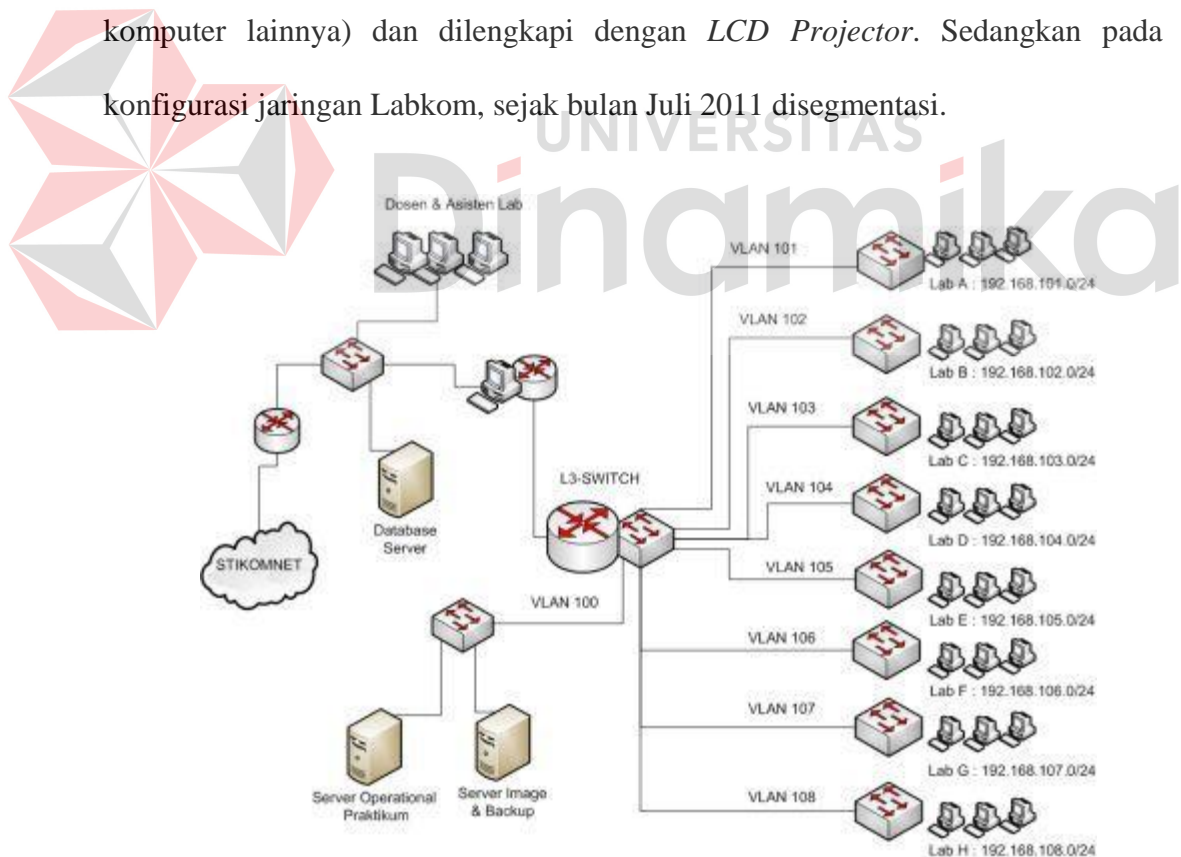 komputer lainnya) dan dilengkapi dengan LCD Projector. Sedangkan pada
konfigurasi jaringan Labkom, sejak bulan Juli 2011 disegmentasi.
UNIVERSITAS
Dinamika
Dosen & Asisten Lab
VLAN 101
Lab A : 192.168.101.0/24
VLAN 102
Lab B : 192.168.102.0/24
VLAN 103
Lab C : 192.168.103.0/24
L3-SWITCH
VLAN 104
Database
Server
Lab D : 192.168.104.0/24
STIKOMNET
VLAN 105
VLAN 100
Lab E : 192.168.105.0/24
VLAN 106
Lab F : 192.168.106.0/24
VLAN 107
Lab G : 192.168.107.0/24
Server Operational
Praktikum
Server Image
& Backup
VLAN 108
Lab H : 192.168.108.0/24